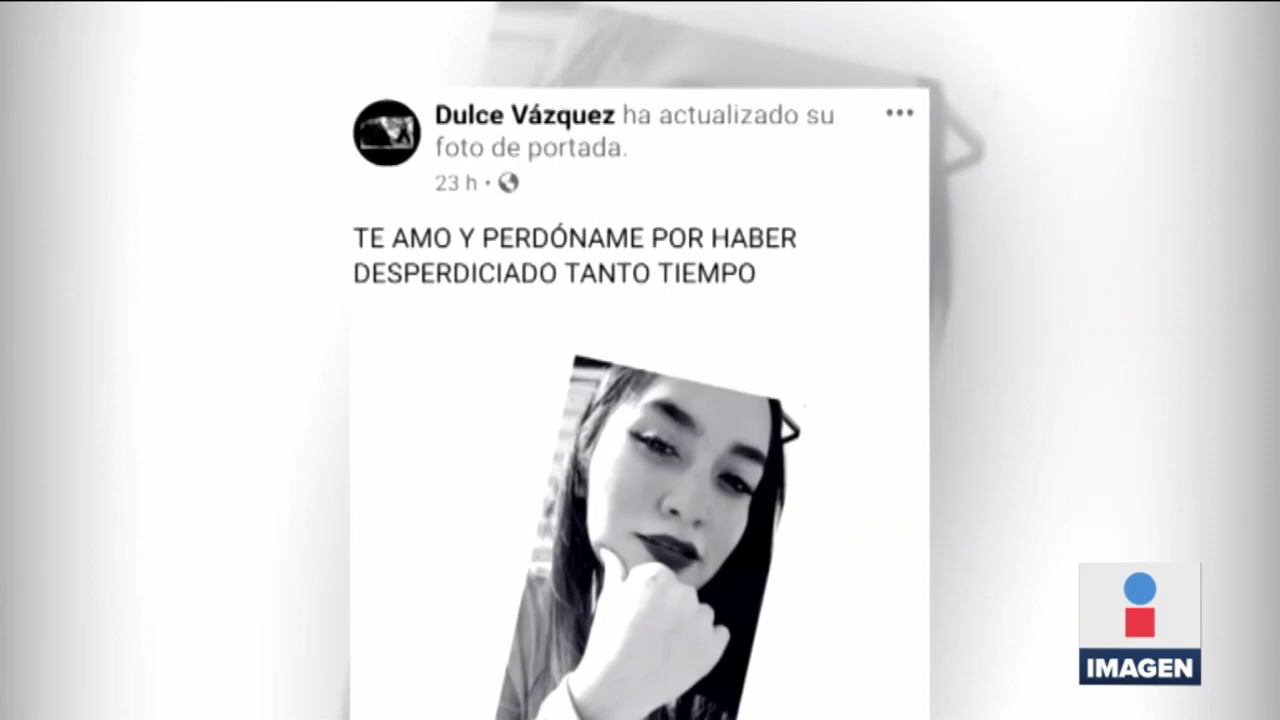 Dulce Vázquez ha actualizado su
foto de portada.
23 h •
TE AMO Y PERDÓNAME POR HABER
DESPERDICIADO TANTO TIEMPO
IMAGEN